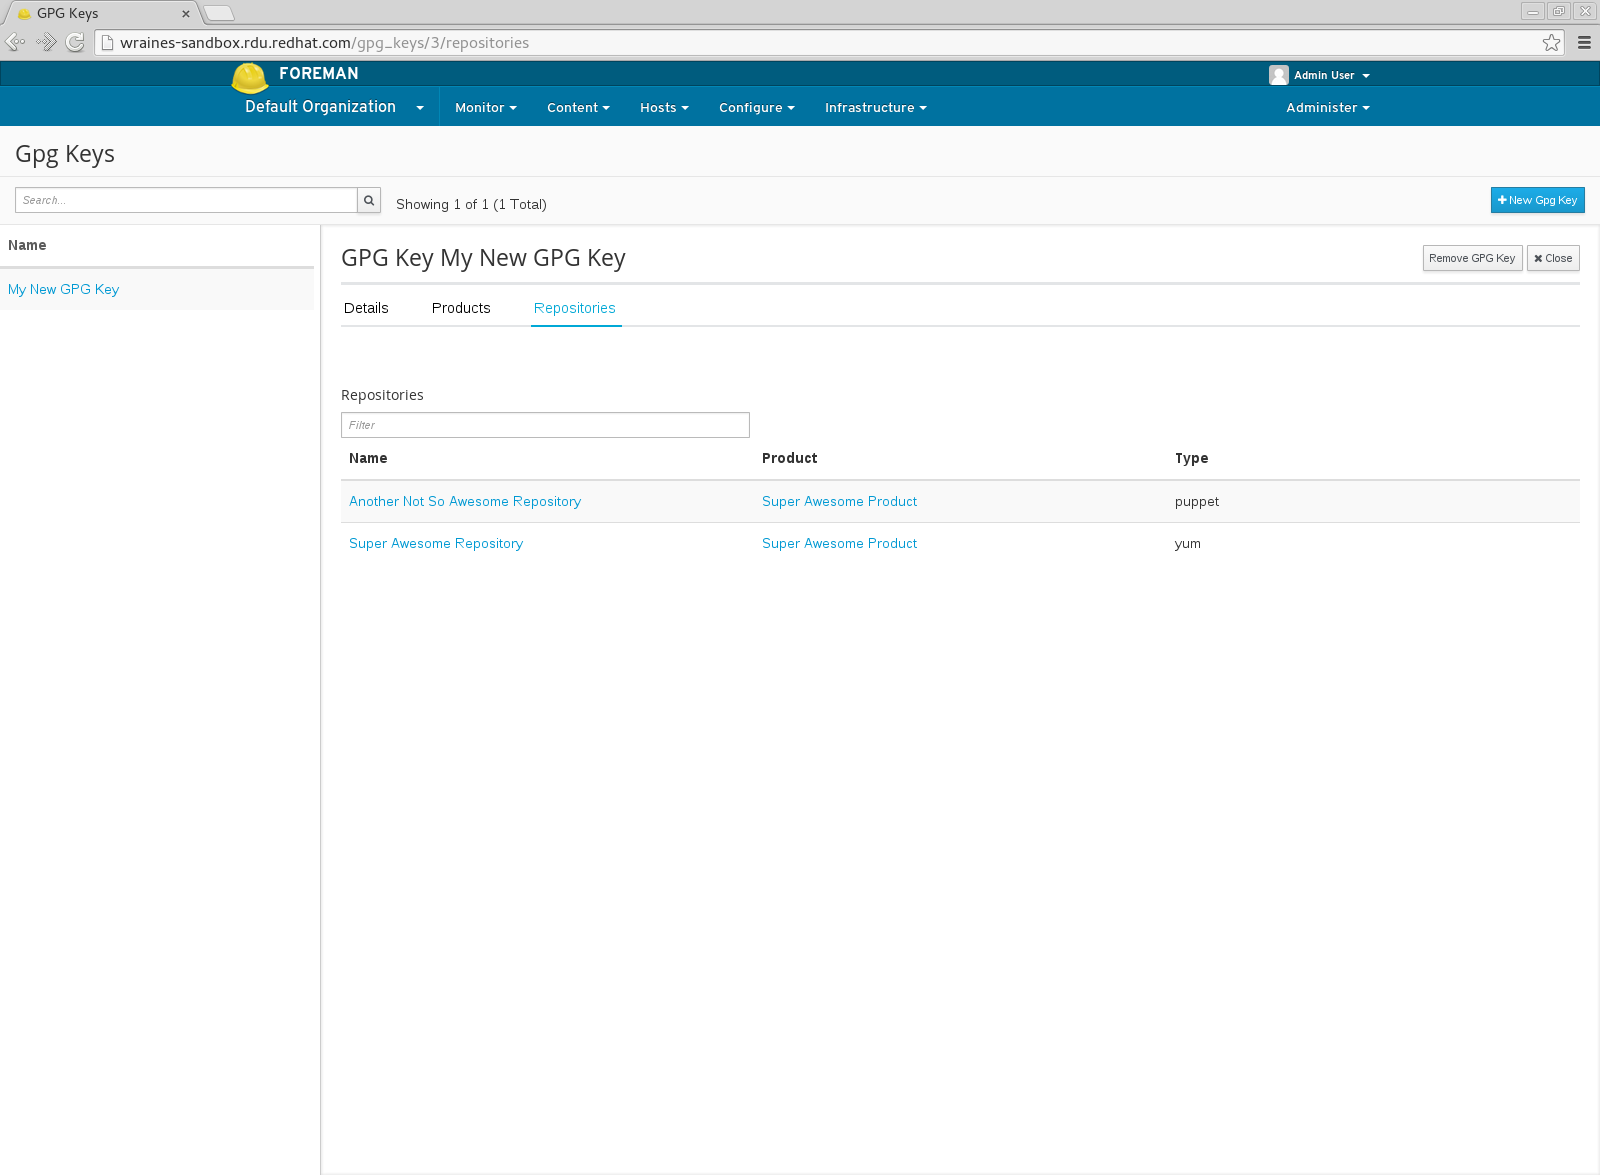 GPG Keys
wraines-sandbox.rdu.redhat.com/gpg_keys/3/repositories
FOREMAN
Admin User
Default Organization Monitor Content Hosts Configure Infrastructure Administer
Gpg Keys
Search... Showing 1 of 1 (1 Total) New Gpg Key
Name
My New GPG Key
GPG Key My New GPG Key Remove GPG Key Close
Details Products Repositories
Repositories
Filter
Name Product Type
Another Not So Awesome Repository Super Awesome Product puppet
Super Awesome Repository Super Awesome Product yum